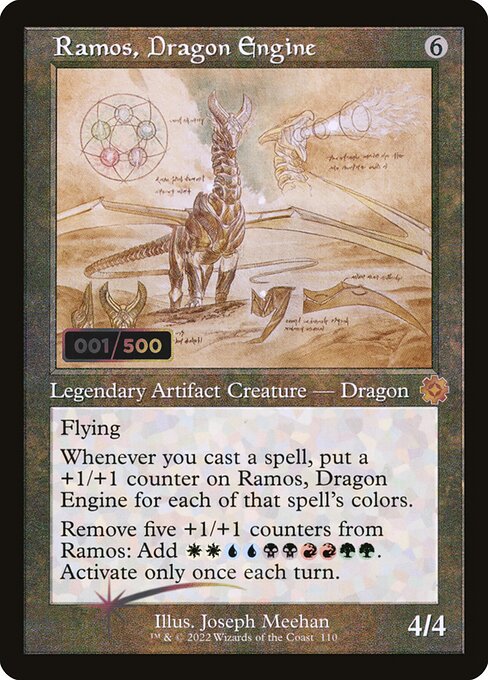 Ramos, Dragon Engine 6
001/500
Legendary Artifact Creature — Dragon
Flying
Whenever you cast a spell, put a
+1/+1 counter on Ramos, Dragon
Engine for each of that spell's colors.
Remove five +1/+1 counters from
Ramos: Add .
Activate only once each turn.
Illus. Joseph Meehan
4/4
™ & © 2022 Wizards of the Coast 110